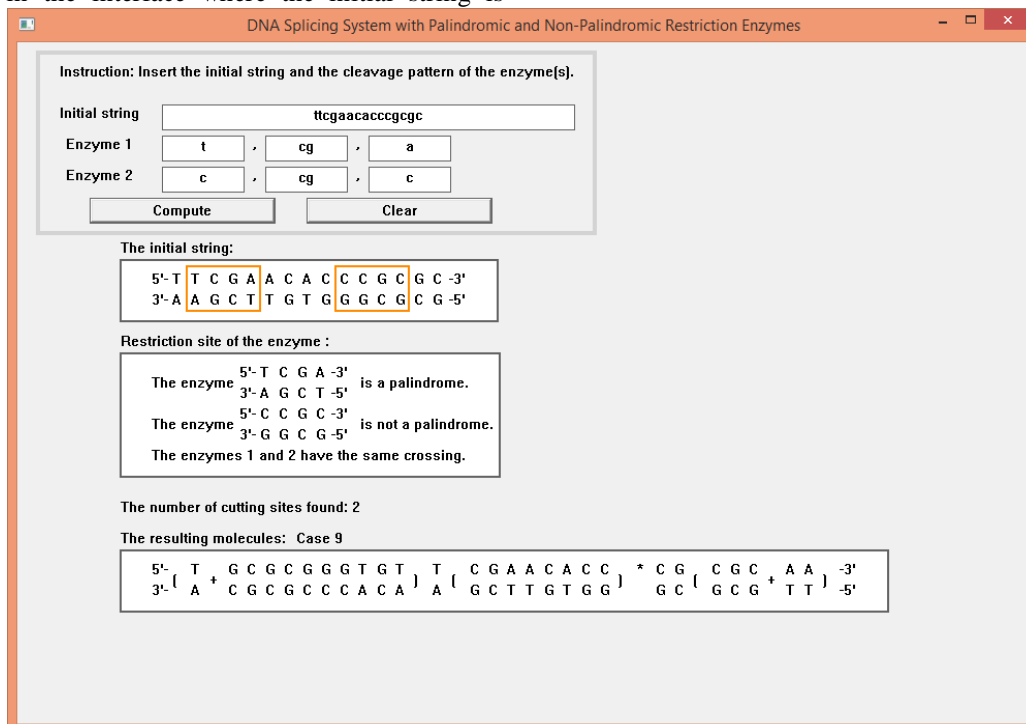 in the interface where the initial string is
DNA Splicing System with Palindromic and Non-Palindromic Restriction Enzymes
Instruction: Insert the initial string and the cleavage pattern of the enzyme(s).
Initial string ttcgaacacccgcgc
Enzyme 1 t , cg , a
Enzyme 2 c , cg , c
Compute Clear
The initial string:
5'- T T C G A A C A C C C G C G C -3'
3'- A A G C T T G T G G G C G C G -5'
Restriction site of the enzyme :
5'- T C G A -3'
The enzyme is a palindrome.
3'- A G C T -5'
5'- C C G C -3'
The enzyme is not a palindrome.
3'- G G C G -5'
The enzymes 1 and 2 have the same crossing.
The number of cutting sites found: 2
The resulting molecules: Case 9
5'- ( T + G C G C G G G T G T ) T ( C G A A C A C C ) * C G ( C G C + A A ) -3'
3'- A C G C G C C C A C A A G C T T G T G G G C G C G T T -5'